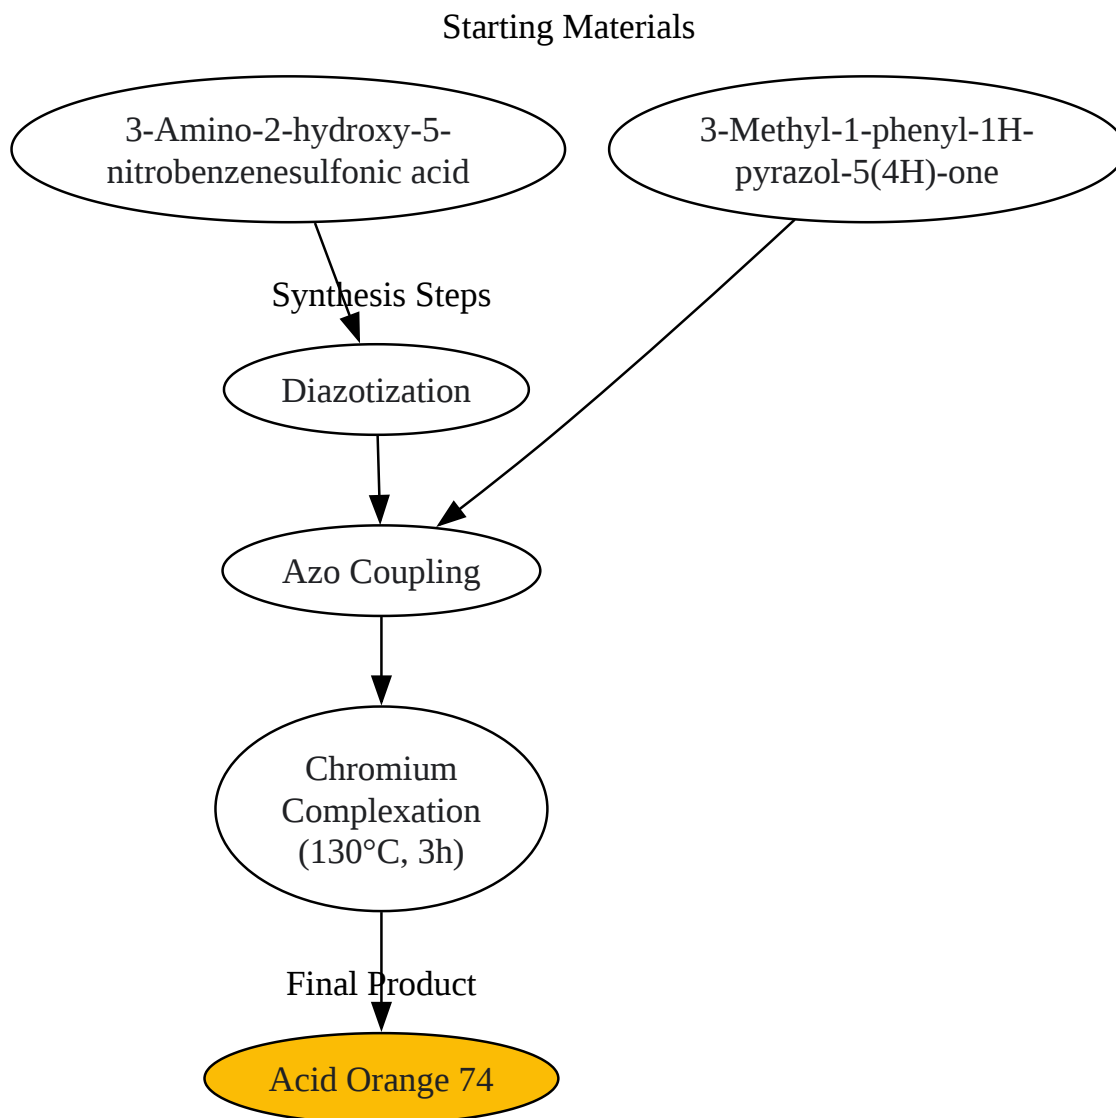 Starting Materials
3-Amino-2-hydroxy-5-
nitrobenzenesulfonic acid
3-Methyl-1-phenyl-1H-
pyrazol-5(4H)-one
Synthesis Steps
Diazotization
Azo Coupling
Chromium
Complexation
(130°C, 3h)
Final Product
Acid Orange 74